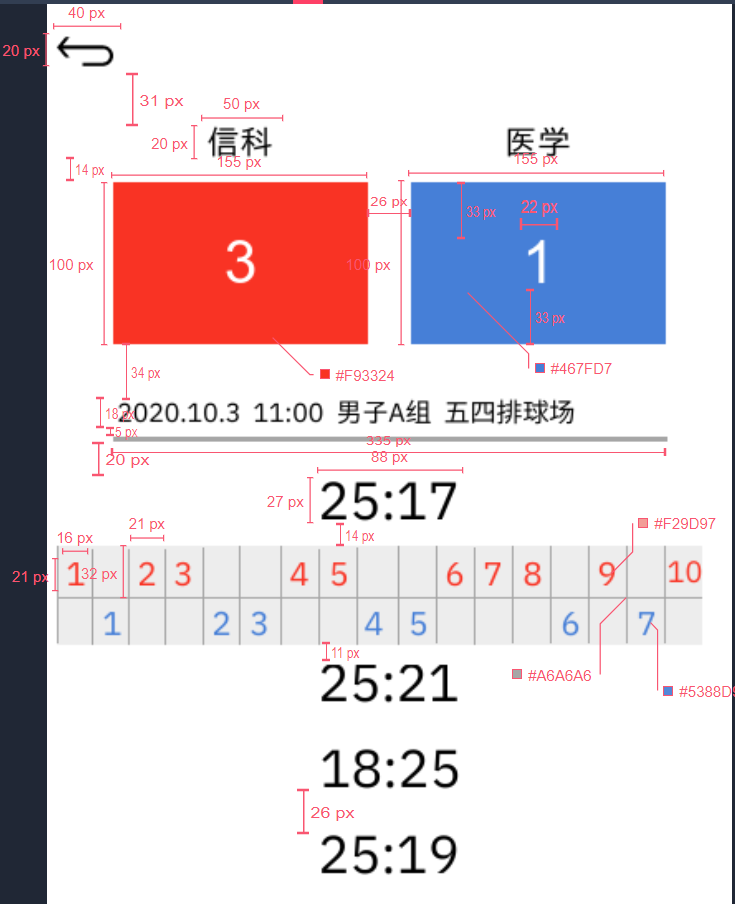 40 px
20 px
31 px
50 px
20 px
信科
医学
14 px
155 px
155 px
26 px
33 px
22 px
100 px
3
100 px
1
33 px
34 px
#F93324
#467FD7
18 px
2020.10.3 11:00 男子A组 五四排球场
5 px
335 px
20 px
88 px
27 px
25:17
#F29D97
14 px
16 px
21 px
21 px
32 px
1 2 3 4 5 6 7 8 9 10
1 2 3 4 5 6 7
11 px
25:21
#A6A6A6
#5388D9
18:25
26 px
25:19